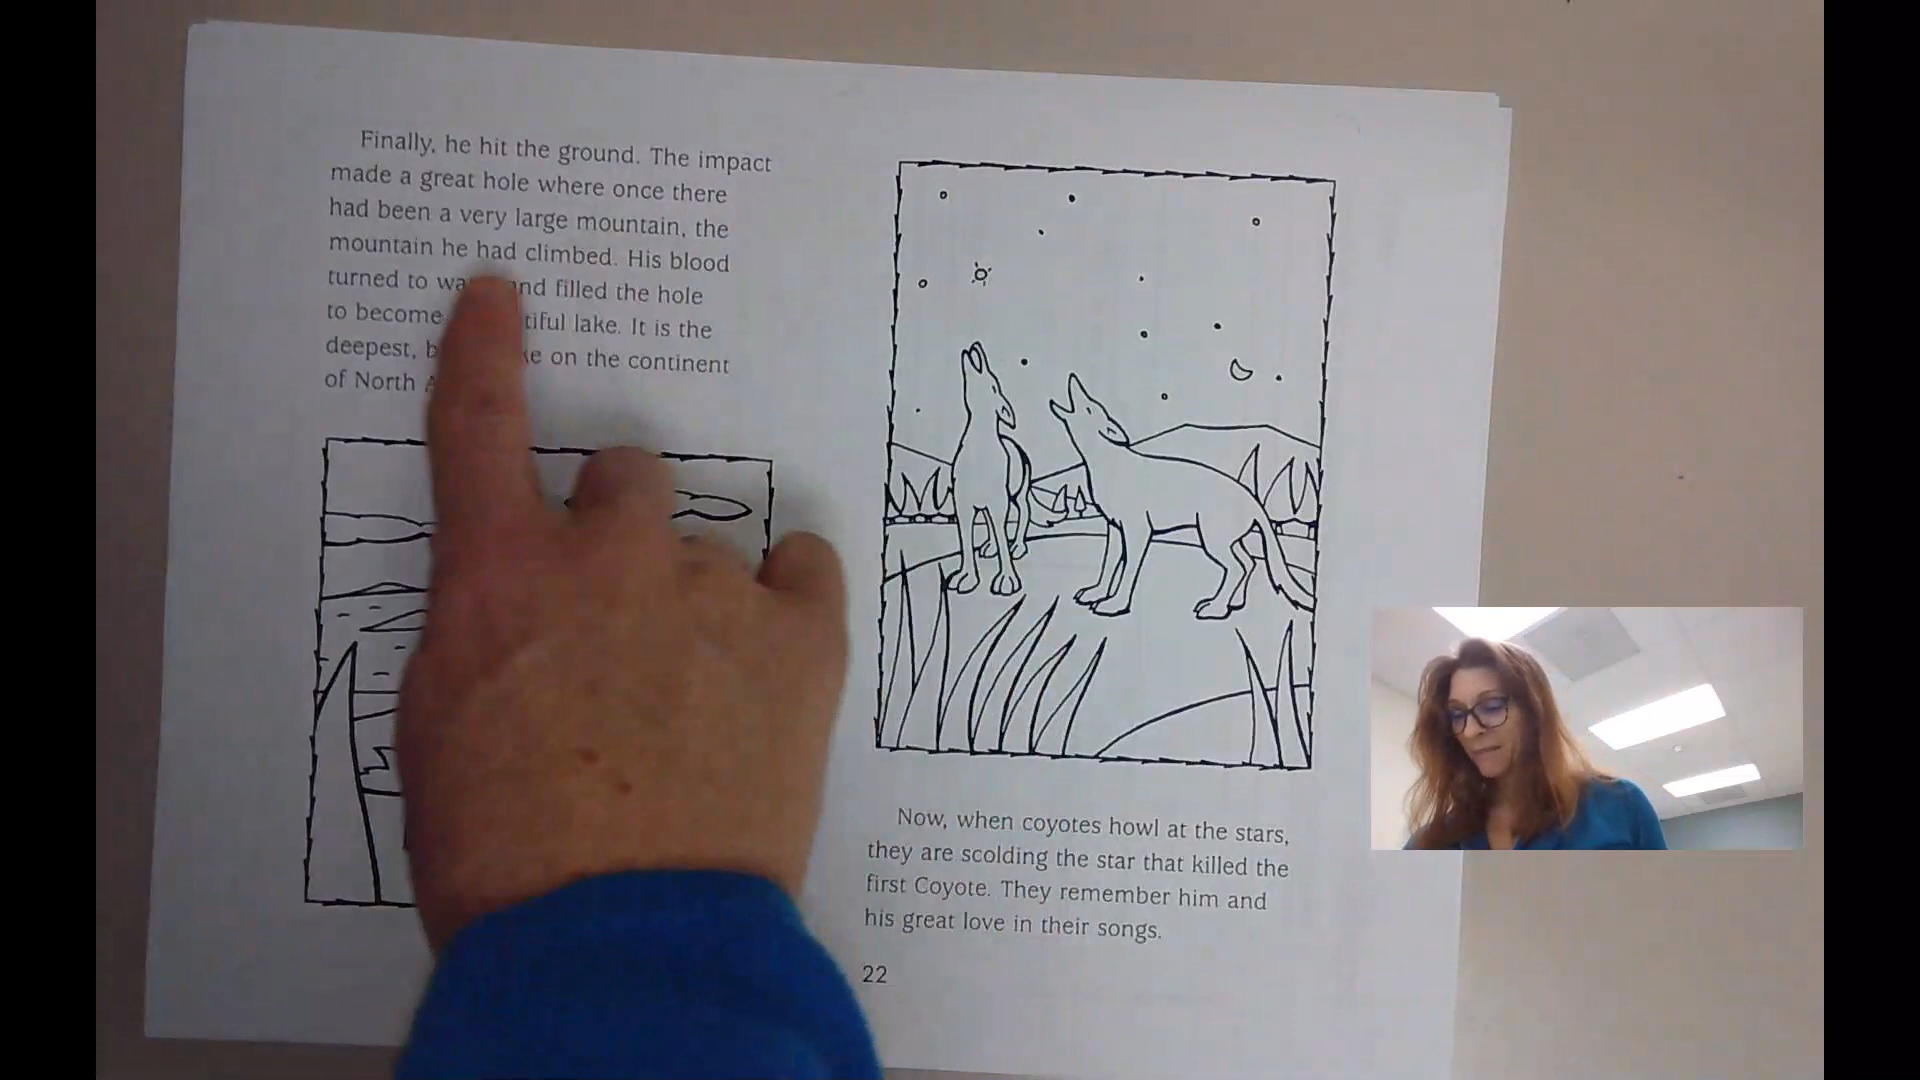 Finally, he hit the ground. The impact
made a great hole where once there
had been a very large mountain, the
mountain he had climbed. His blood
turned to and filled the hole
to become lake. It is the
deepest, on the continent
of North
Now, when coyotes howl at the stars,
they are scolding the star that killed the
first Coyote. They remember him and
his great love in their songs.
22